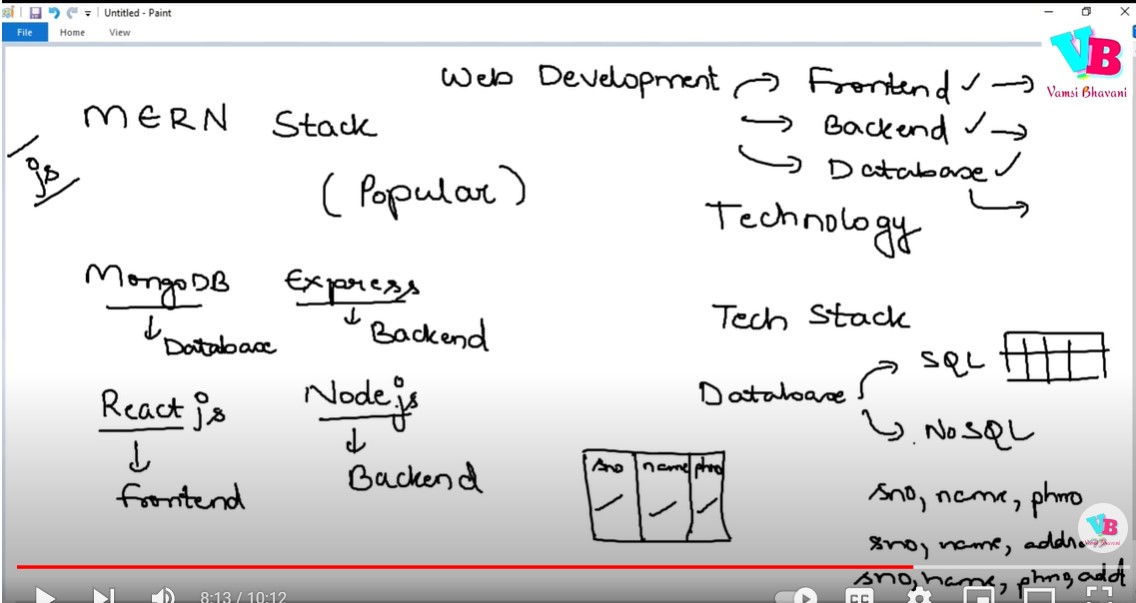 Untitled - Paint
File Home View
VB
Vamsi Bhavani
Web Development → Frontend ✓ →
→ Backend ✓ →
→ Database ✓
→
MERN Stack
js
(Popular)
Technology
MongoDB
↓ Database
Express
↓ Backend
React js
↓
frontend
Node js
↓
Backend
Tech Stack
Database → SQL
→ NoSQL
sno name phno
sno, name, phno
sno, name, addr
sno, name, phno, addr
VB
8:13 / 10:12
CC